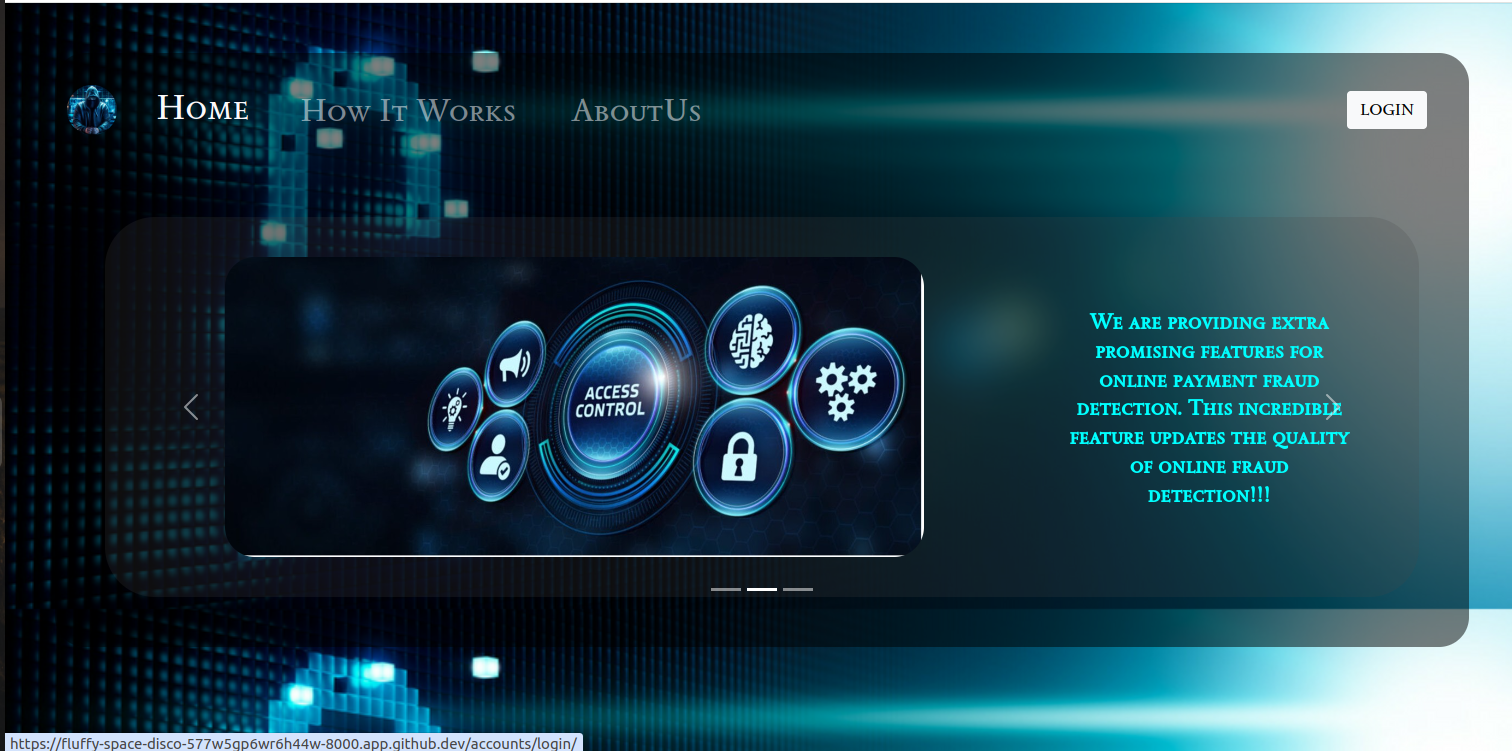 Home How It Works AboutUs LOGIN
ACCESS
CONTROL
We are providing extra
promising features for
online payment fraud
detection. This incredible
feature updates the quality
of online fraud
detection!!!
https://fluffy-space-disco-577w5gp6wr6h44w-8000.app.github.dev/accounts/login/